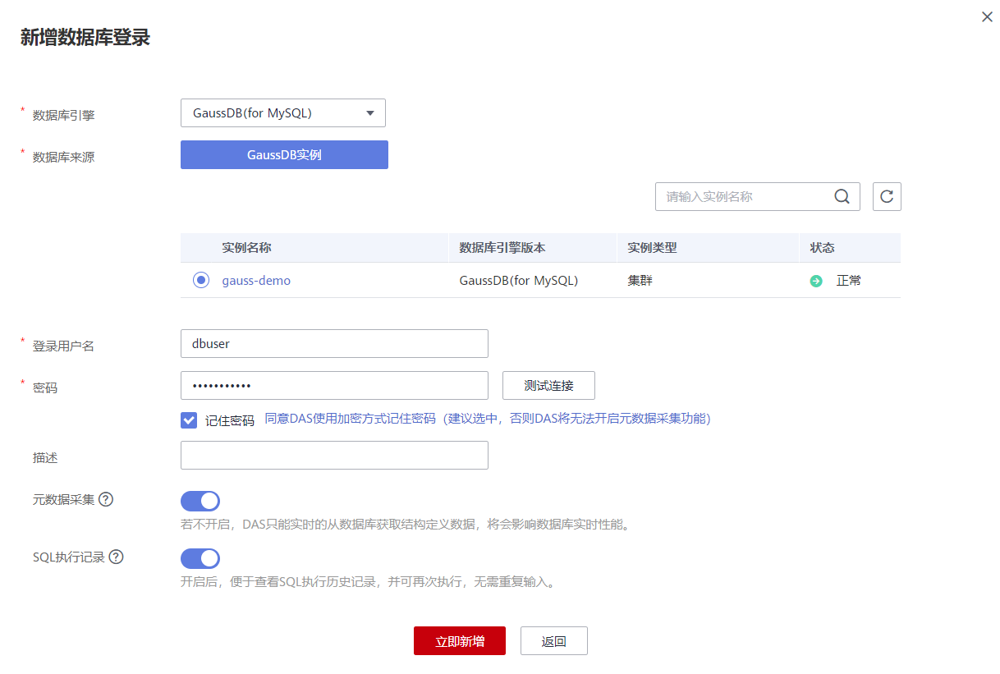 新增数据库登录
* 数据库引擎 GaussDB(for MySQL)
* 数据库来源 GaussDB实例
请输入实例名称
实例名称 数据库引擎版本 实例类型 状态
gauss-demo GaussDB(for MySQL) 集群 正常
* 登录用户名 dbuser
* 密码 ••••••••••• 测试连接
记住密码 同意DAS使用加密方式记住密码（建议选中，否则DAS将无法开启元数据采集功能）
描述
元数据采集 ?
若不开启，DAS只能实时的从数据库获取结构定义数据，将会影响数据库实时性能。
SQL执行记录 ?
开启后，便于查看SQL执行历史记录，并可再次执行，无需重复输入。
立即新增 返回